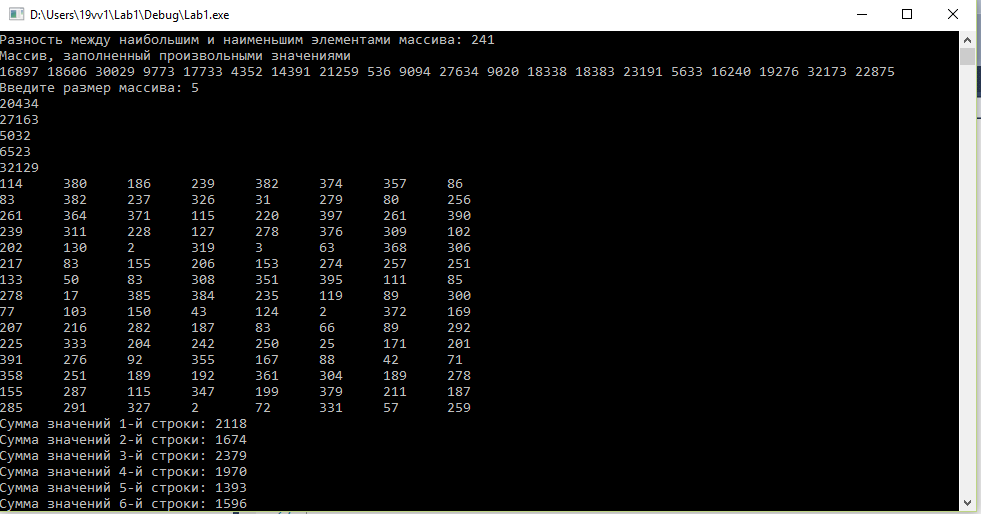 D:\Users\19vv1\Lab1\Debug\Lab1.exe
Разность между наибольшим и наименьшим элементами массива: 241
Массив, заполненный произвольными значениями
16897 18606 30029 9773 17733 4352 14391 21259 536 9094 27634 9020 18338 18383 23191 5633 16240 19276 32173 22875
Введите размер массива: 5
20434
27163
5032
6523
32129
114 380 186 239 382 374 357 86
83 382 237 326 31 279 80 256
261 364 371 115 220 397 261 390
239 311 228 127 278 376 309 102
202 130 2 319 3 63 368 306
217 83 155 206 153 274 257 251
133 50 83 308 351 395 111 85
278 17 385 384 235 119 89 300
77 103 150 43 124 2 372 169
207 216 282 187 83 66 89 292
225 333 204 242 250 25 171 201
391 276 92 355 167 88 42 71
358 251 189 192 361 304 189 278
155 287 115 347 199 379 211 187
285 291 327 2 72 331 57 259
Сумма значений 1-й строки: 2118
Сумма значений 2-й строки: 1674
Сумма значений 3-й строки: 2379
Сумма значений 4-й строки: 1970
Сумма значений 5-й строки: 1393
Сумма значений 6-й строки: 1596